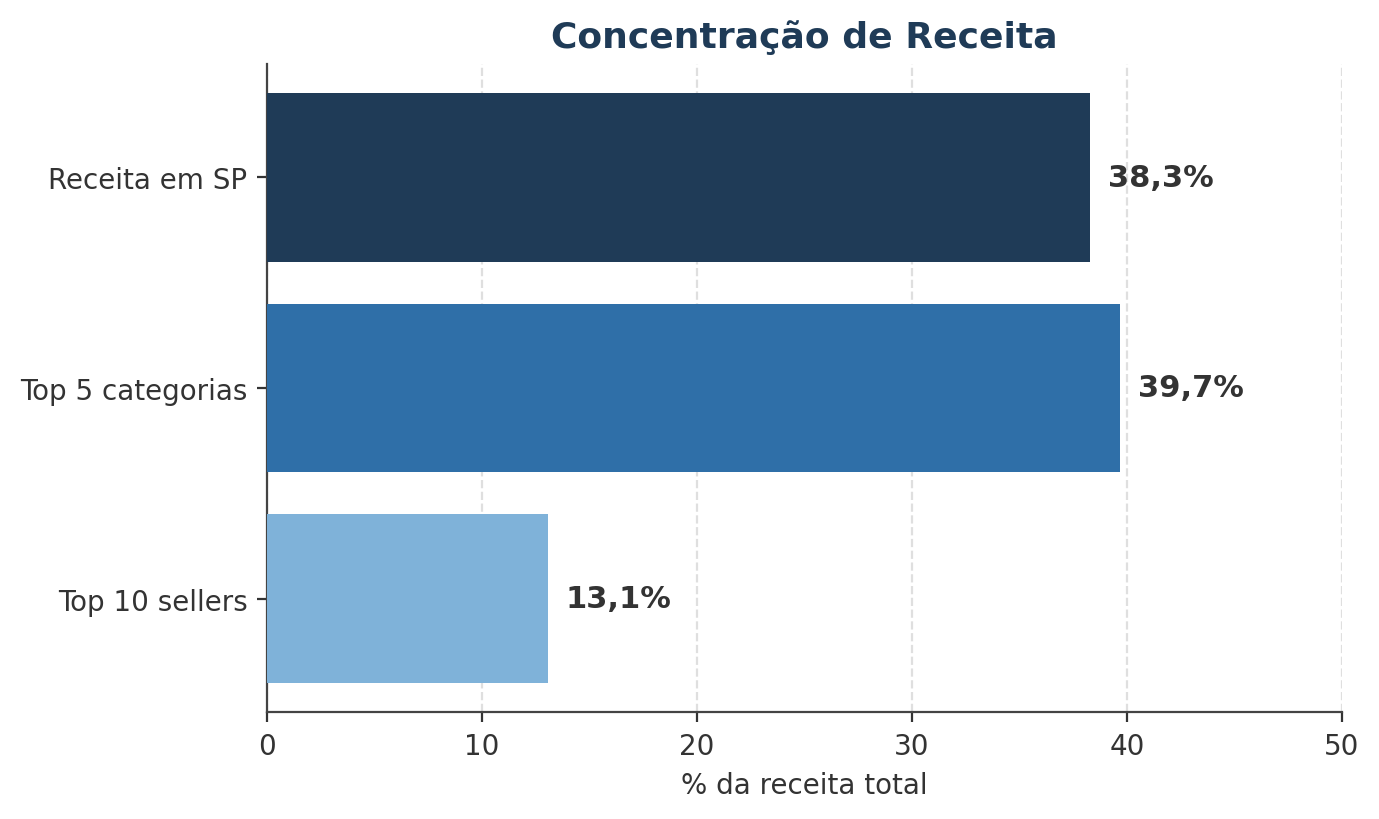 Concentração de Receita
Receita em SP
38,3%
Top 5 categorias
39,7%
Top 10 sellers
13,1%
0 10 20 30 40 50
% da receita total